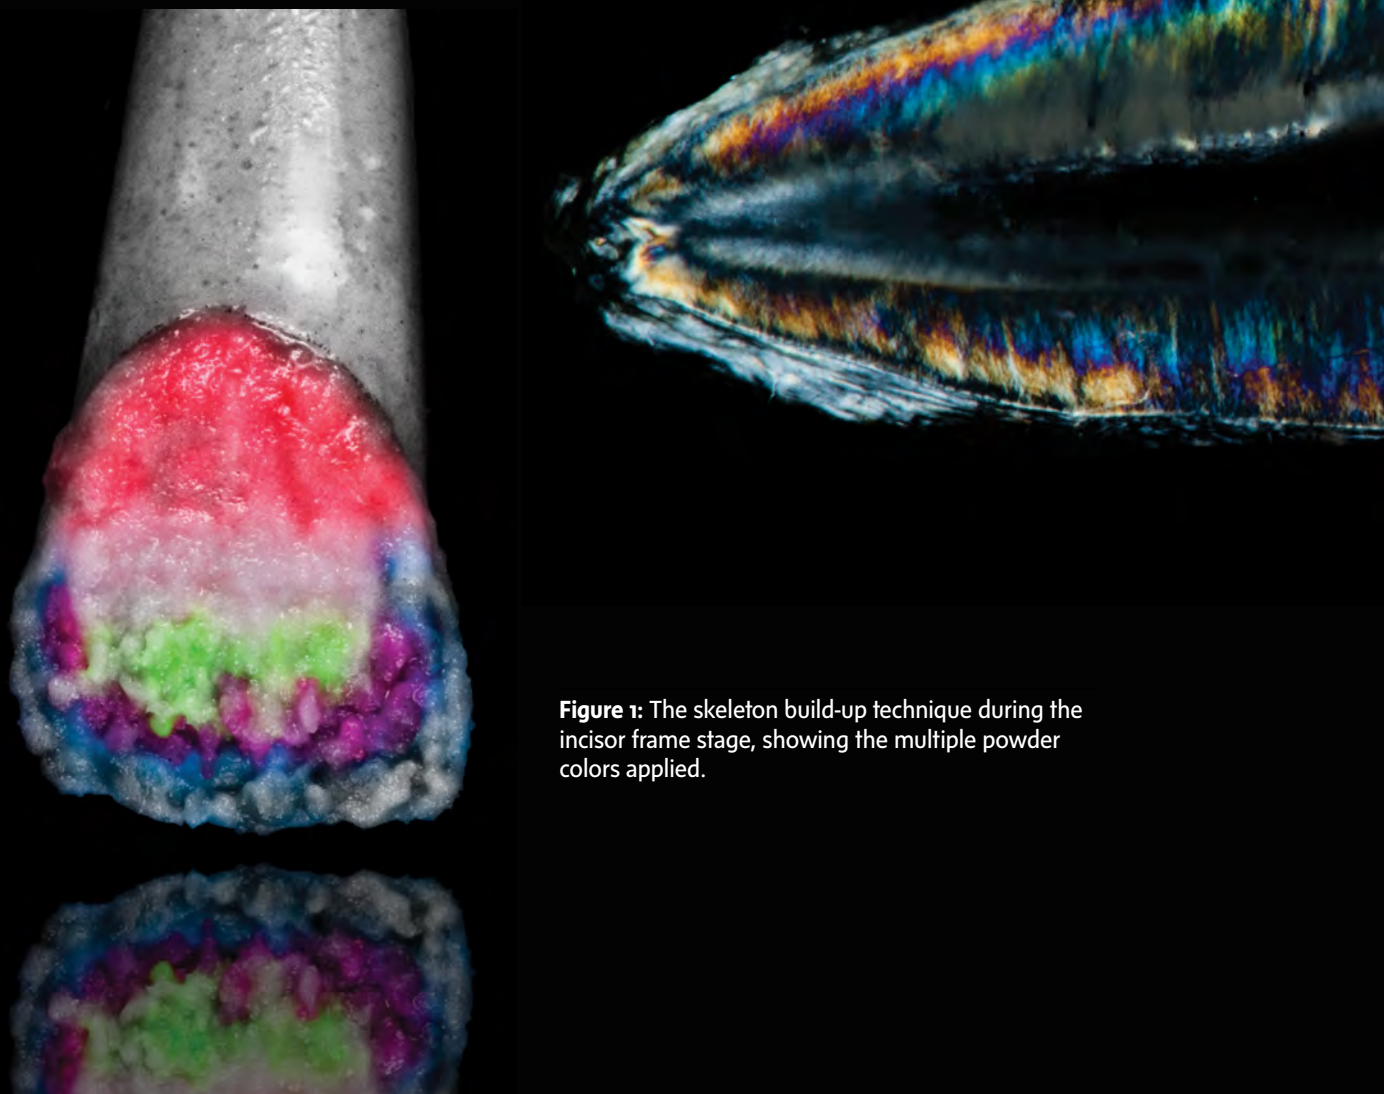 Figure 1: The skeleton build-up technique during the
incisor frame stage, showing the multiple powder
colors applied.